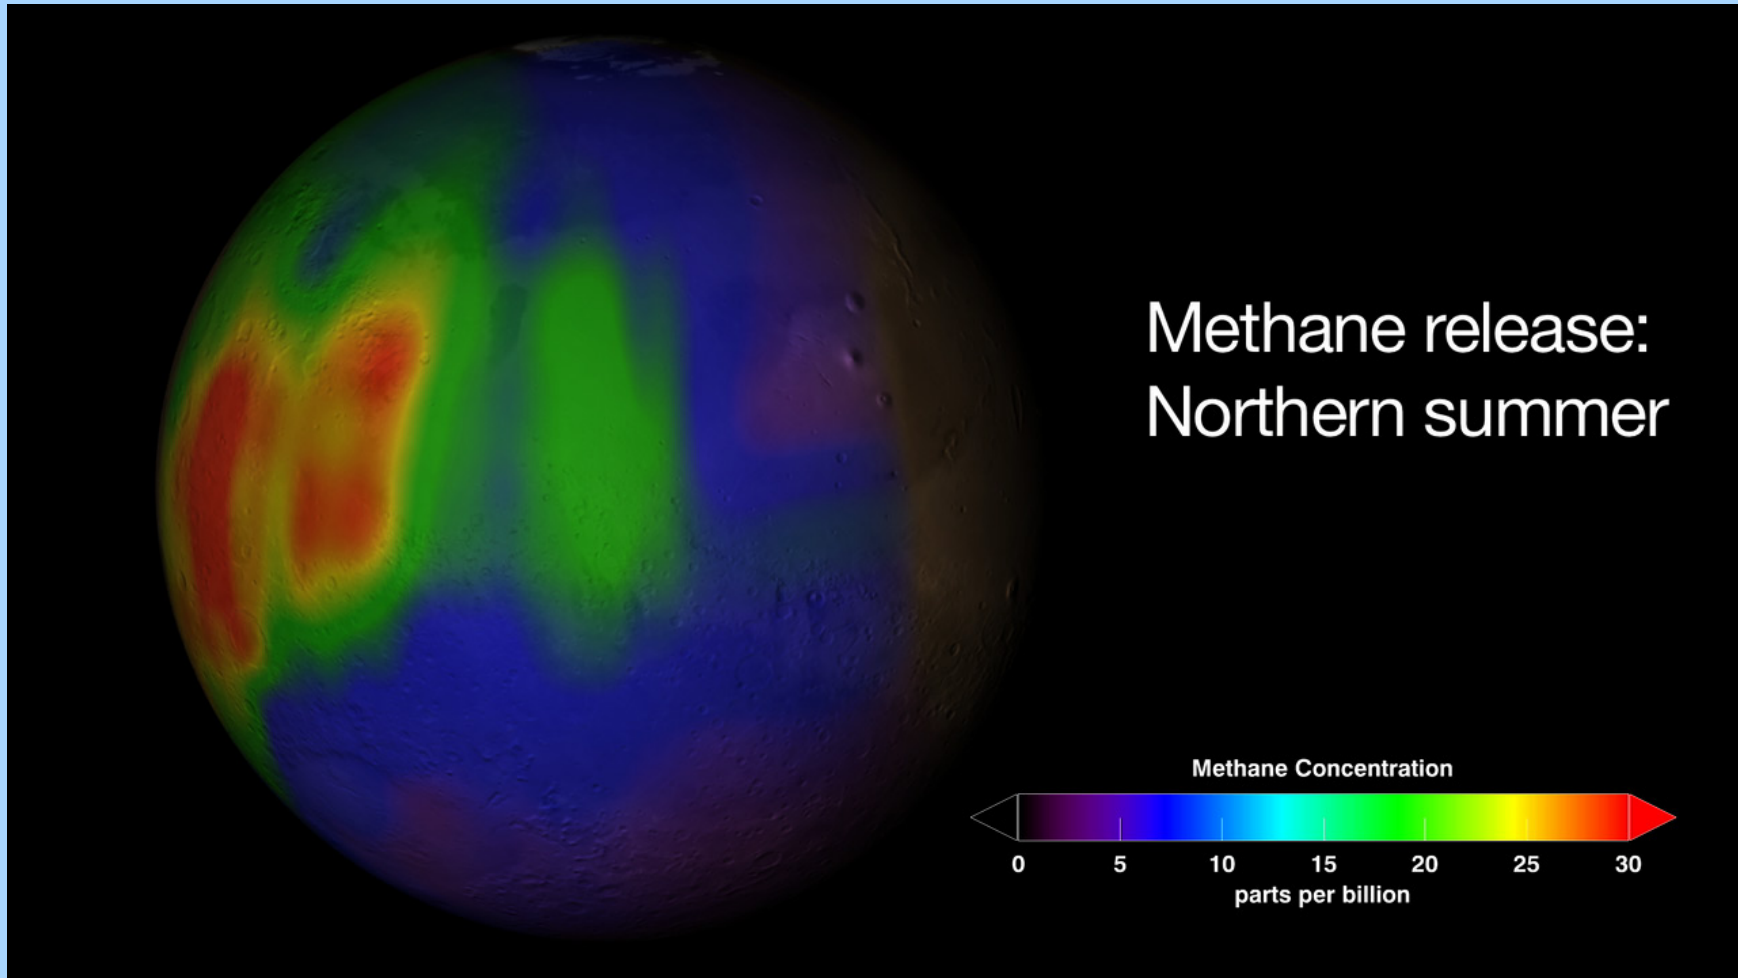 Methane release:
Northern summer
Methane Concentration
0 5 10 15 20 25 30
parts per billion